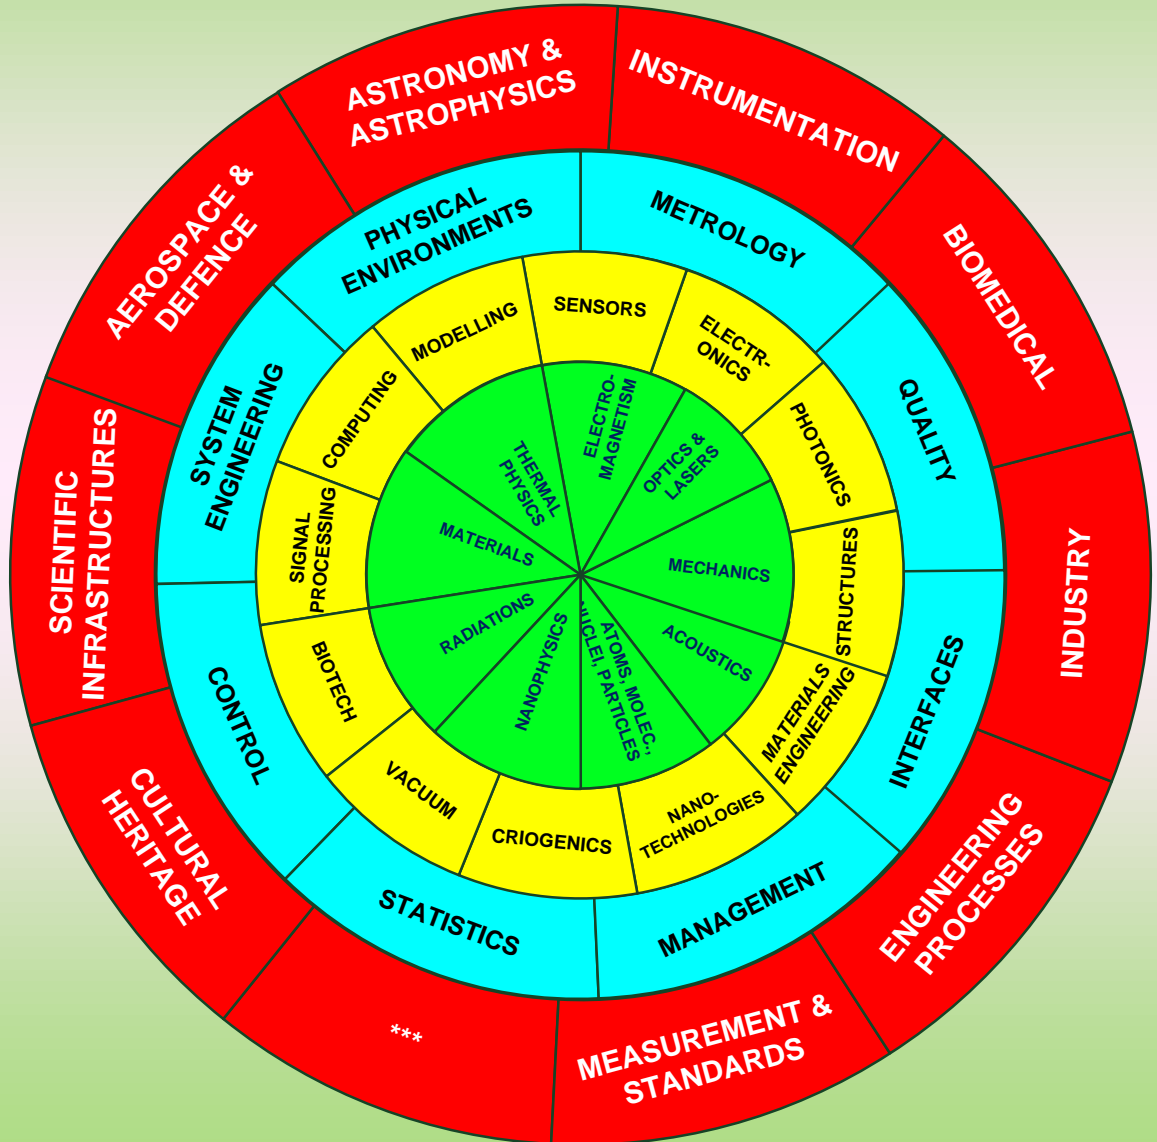 ASTRONOMY &
ASTROPHYSICS
INSTRUMENTATION
BIOMEDICAL
INDUSTRY
ENGINEERING
PROCESSES
MEASUREMENT &
STANDARDS
***
CULTURAL
HERITAGE
SCIENTIFIC
INFRASTRUCTURES
AEROSPACE &
DEFENCE
PHYSICAL
ENVIRONMENTS
METROLOGY
QUALITY
INTERFACES
MANAGEMENT
STATISTICS
CONTROL
SYSTEM
ENGINEERING
MODELLING
SENSORS
ELECTR-
ONICS
PHOTONICS
STRUCTURES
MATERIALS
ENGINEERING
NANO-
TECHNOLOGIES
CRIOGENICS
VACUUM
BIOTECH
SIGNAL
PROCESSING
COMPUTING
THERMAL
PHYSICS
ELECTRO-
MAGNETISM
OPTICS &
LASERS
MECHANICS
ACOUSTICS
ATOMS, MOLEC.,
NUCLEI, PARTICLES
NANOPHYSICS
RADIATIONS
MATERIALS